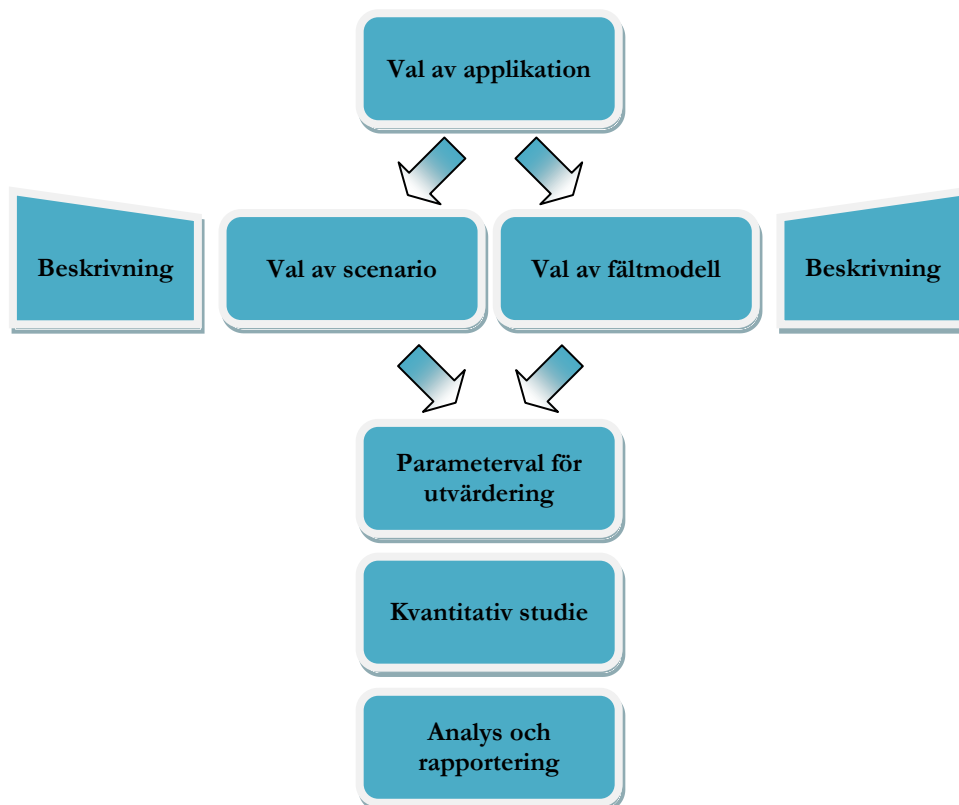 Val av applikation
Beskrivning
Val av scenario
Val av fältmodell
Beskrivning
Parameterval för
utvärdering
Kvantitativ studie
Analys och
rapportering